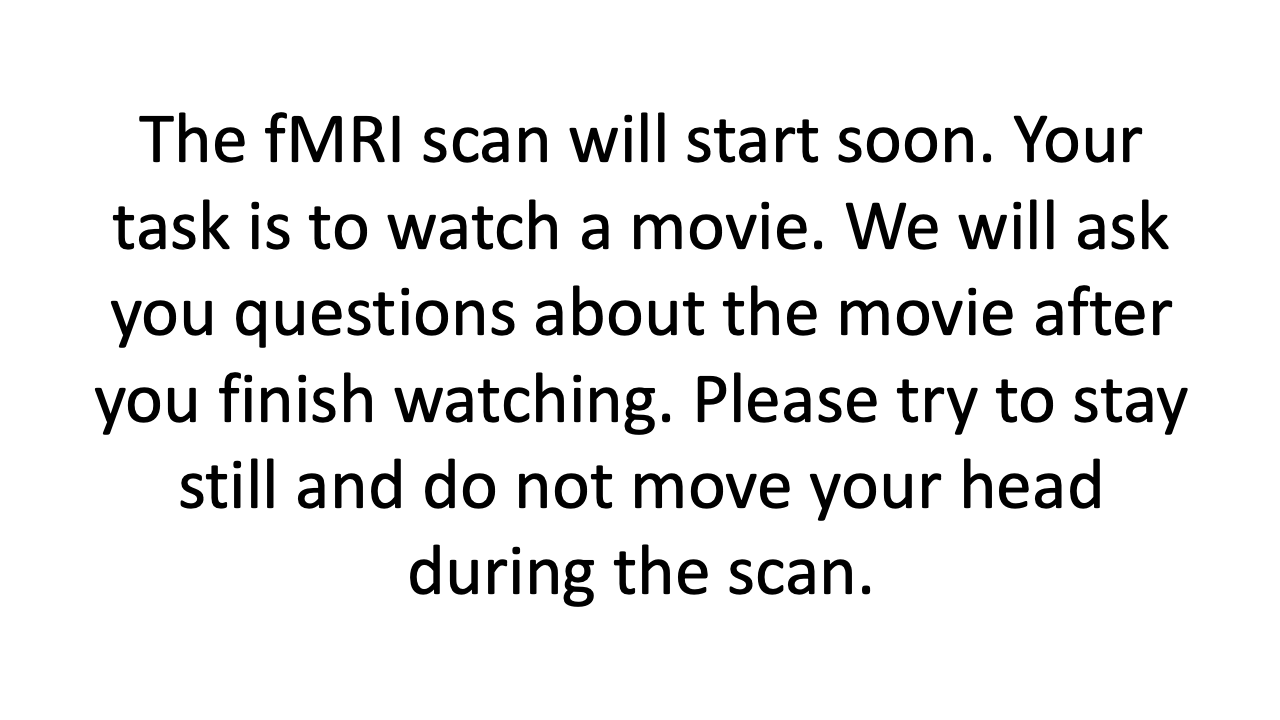 The fMRI scan will start soon. Your
task is to watch a movie. We will ask
you questions about the movie after
you finish watching. Please try to stay
still and do not move your head
during the scan.